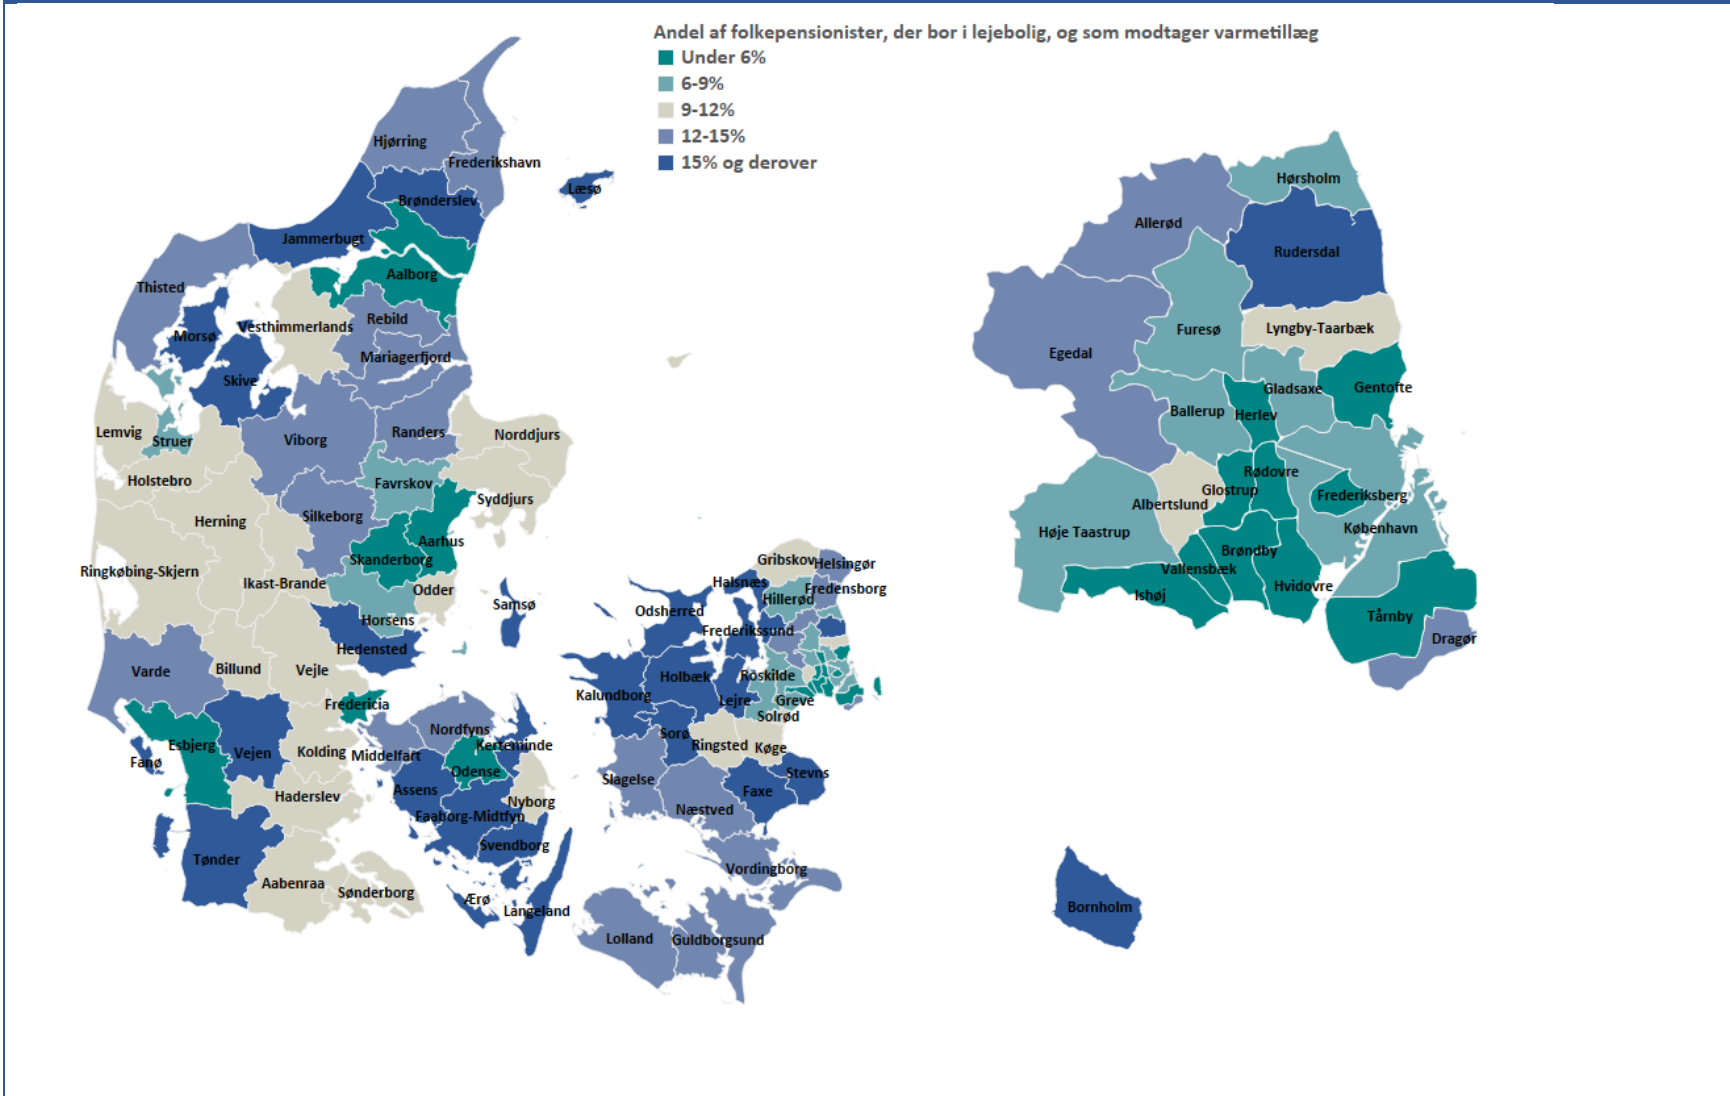 Andel af folkepensionister, der bor i lejebolig, og som modtager varmetillæg
Under 6%
6-9%
9-12%
12-15%
15% og derover
Hjørring
Frederikshavn
Læsø
Brønderslev
Jammerbugt
Aalborg
Thisted
Rebild
Vesthimmerlands
Morsø
Mariagerfjord
Skive
Lemvig
Struer
Viborg
Randers
Norddjurs
Holstebro
Favrskov
Syddjurs
Herning
Silkeborg
Aarhus
Skanderborg
Ringkøbing-Skjern
Ikast-Brande
Odder
Samsø
Horsens
Hedensted
Varde
Billund
Vejle
Fredericia
Esbjerg
Fanø
Vejen
Kolding
Middelfart
Nordfyns
Kerteminde
Odense
Assens
Haderslev
Nyborg
Faaborg-Midtfyn
Svendborg
Tønder
Aabenraa
Sønderborg
Ærø
Langeland
Gribskov
Helsingør
Halsnæs
Fredensborg
Hillerød
Odsherred
Frederikssund
Holbæk
Roskilde
Kalundborg
Lejre
Greve
Solrød
Sorø
Ringsted
Køge
Slagelse
Stevns
Faxe
Næstved
Vordingborg
Lolland
Guldborgsund
Hørsholm
Allerød
Rudersdal
Furesø
Lyngby-Taarbæk
Egedal
Gladsaxe
Gentofte
Ballerup
Herlev
Rødovre
Glostrup
Frederiksberg
Albertslund
København
Høje Taastrup
Brøndby
Vallensbæk
Hvidovre
Ishøj
Tårnby
Dragør
Bornholm